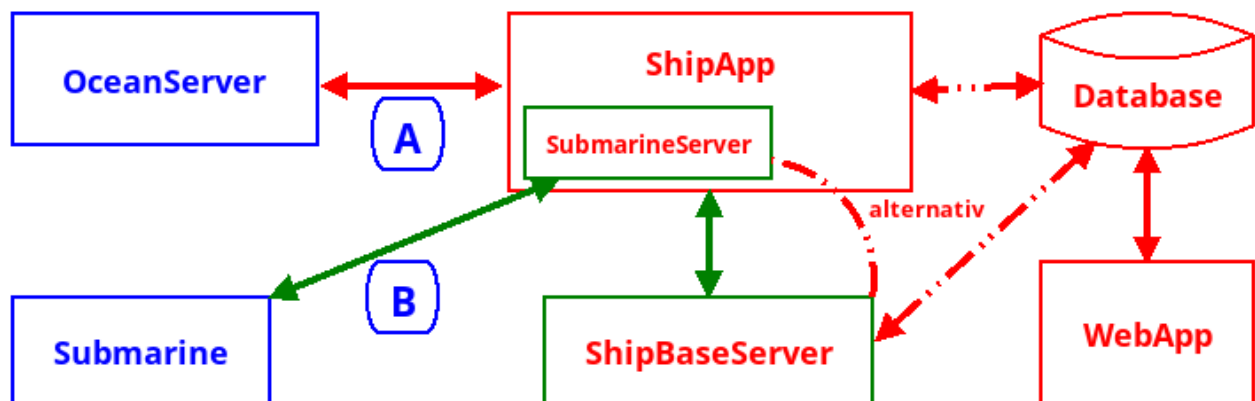 OceanServer
ShipApp
Database
A
SubmarineServer
alternativ
B
Submarine
ShipBaseServer
WebApp